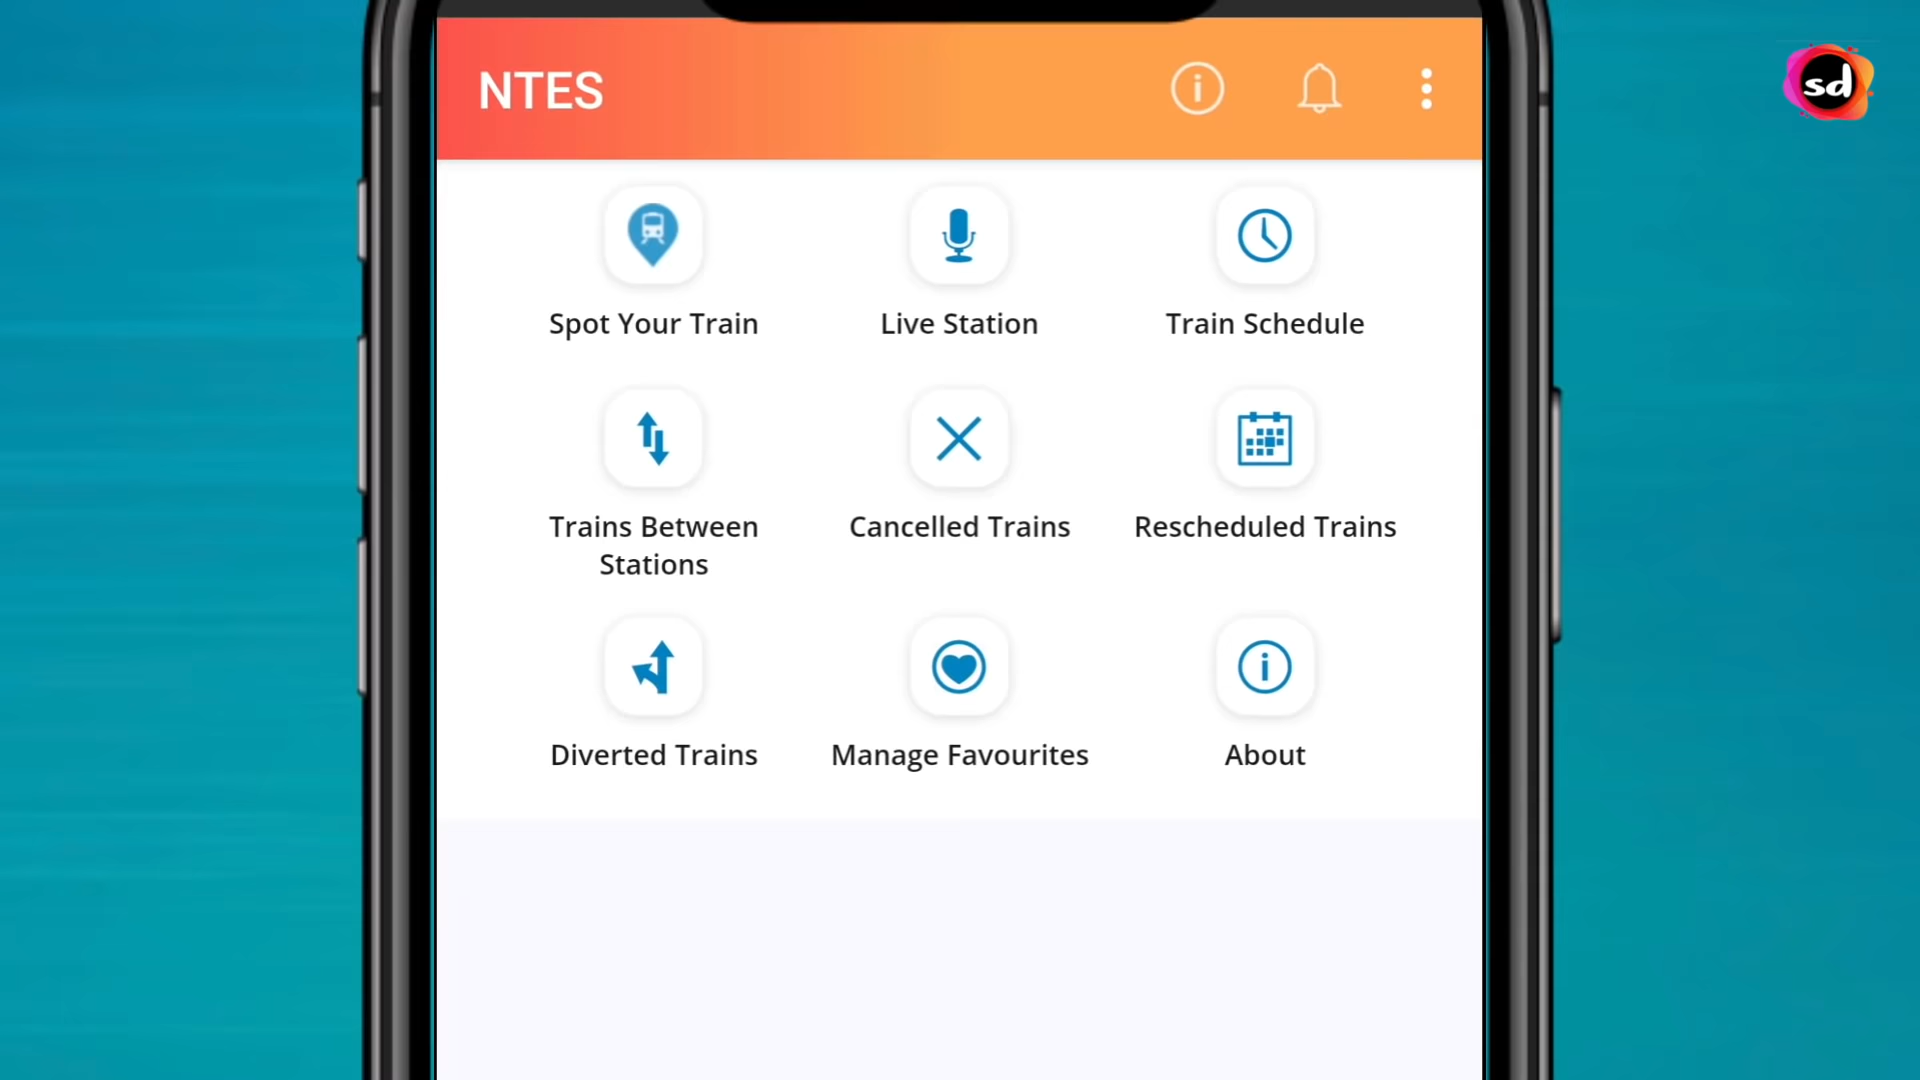 NTES
sd
Spot Your Train
Live Station
Train Schedule
Trains Between
Stations
Cancelled Trains
Rescheduled Trains
Diverted Trains
Manage Favourites
About